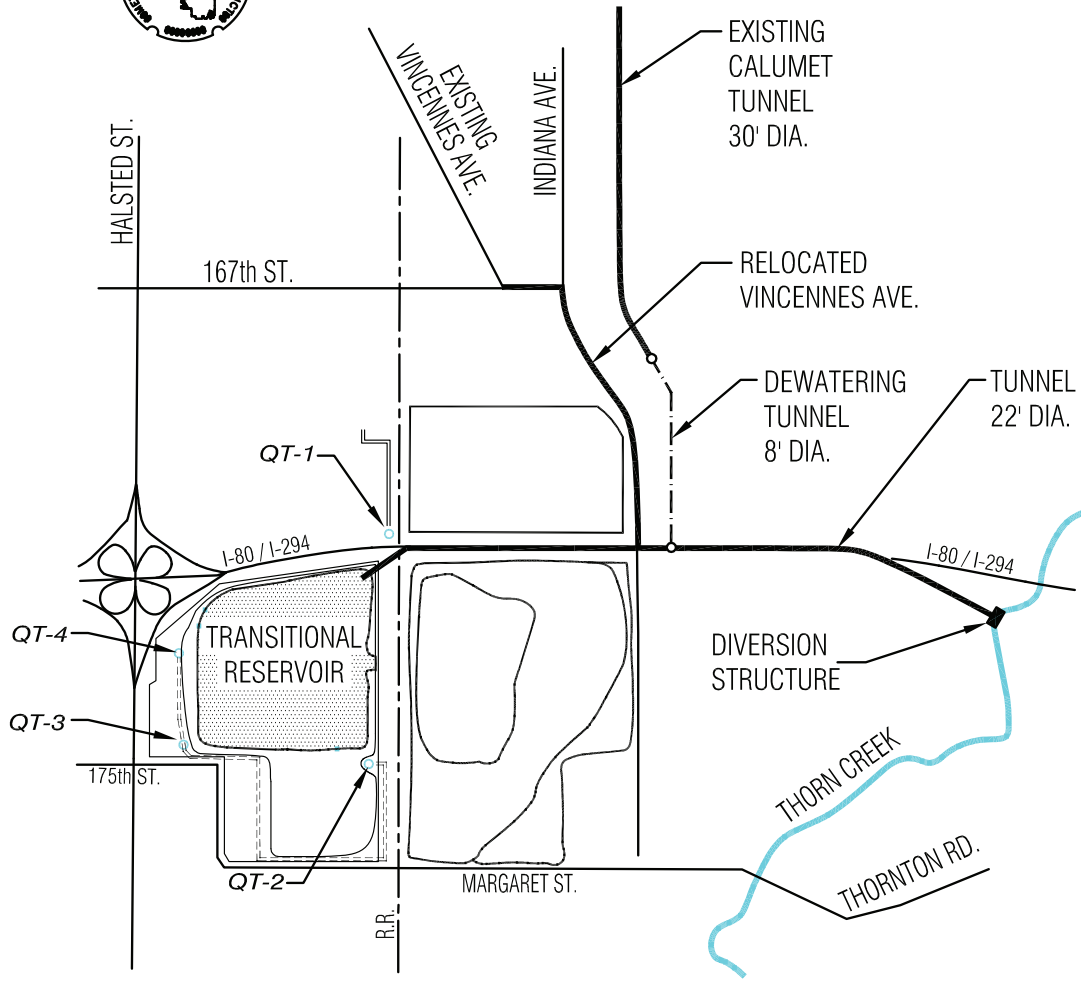 EXISTING
CALUMET
TUNNEL
30' DIA.
EXISTING
VINCENNES AVE.
INDIANA AVE.
HALSTED ST.
167th ST.
RELOCATED
VINCENNES AVE.
DEWATERING
TUNNEL
8' DIA.
TUNNEL
22' DIA.
QT-1
I-80 / I-294
I-80 / I-294
QT-4
TRANSITIONAL
RESERVOIR
DIVERSION
STRUCTURE
QT-3
175th ST.
THORN CREEK
QT-2
MARGARET ST.
THORNTON RD.
R.R.